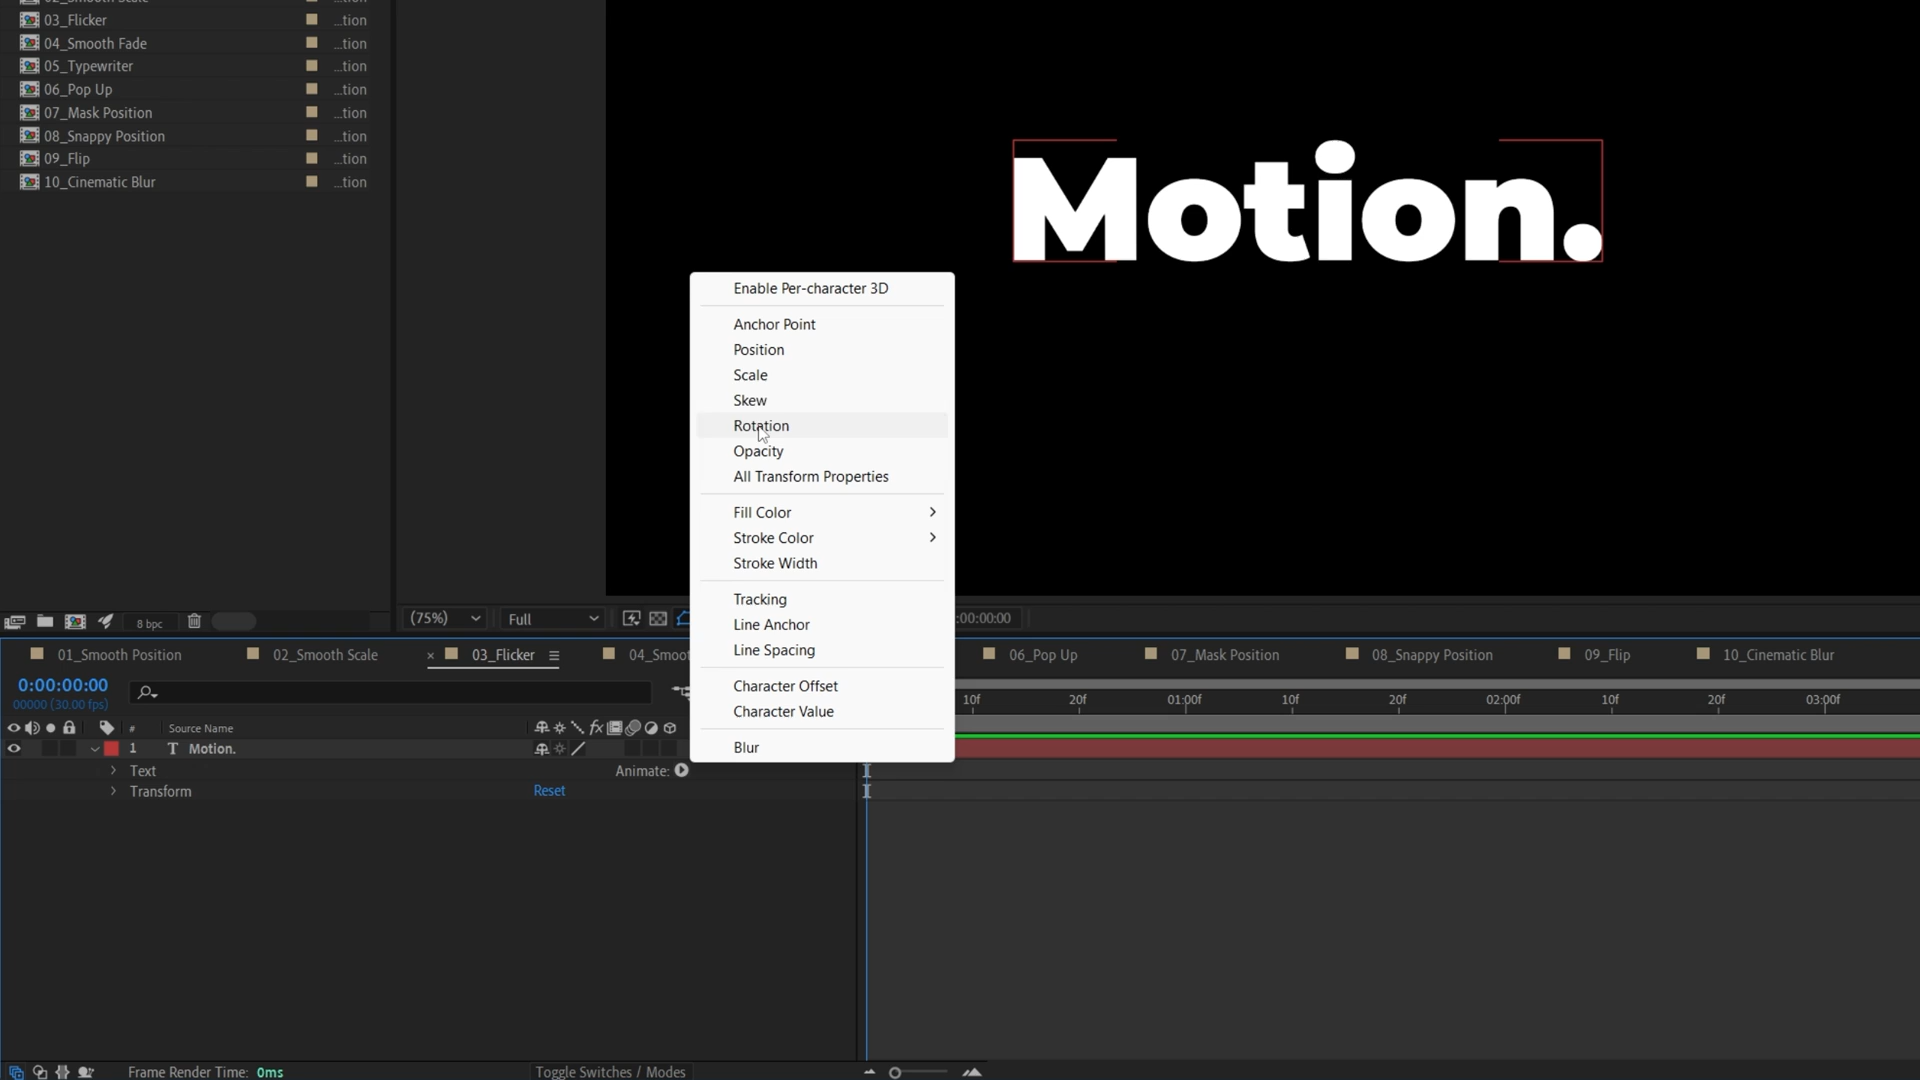 02_Smooth Scale
03_Flicker ...tion
04_Smooth Fade ...tion
05_Typewriter ...tion
06_Pop Up ...tion
07_Mask Position ...tion
08_Snappy Position ...tion
09_Flip ...tion
10_Cinematic Blur ...tion
Motion.
Enable Per-character 3D
Anchor Point
Position
Scale
Skew
Rotation
Opacity
All Transform Properties
Fill Color
Stroke Color
Stroke Width
Tracking
Line Anchor
Line Spacing
Character Offset
Character Value
Blur
8 bpc
(75%) Full :00:00:00
01_Smooth Position 02_Smooth Scale × 03_Flicker 04_Smoot 06_Pop Up 07_Mask Position 08_Snappy Position 09_Flip 10_Cinematic Blur
0:00:00:00
00000 (30.00 fps)
10f 20f 01:00f 10f 20f 02:00f 10f 20f 03:00f
# Source Name fx
1 T Motion.
Text Animate:
Transform Reset
Frame Render Time: 0ms Toggle Switches / Modes